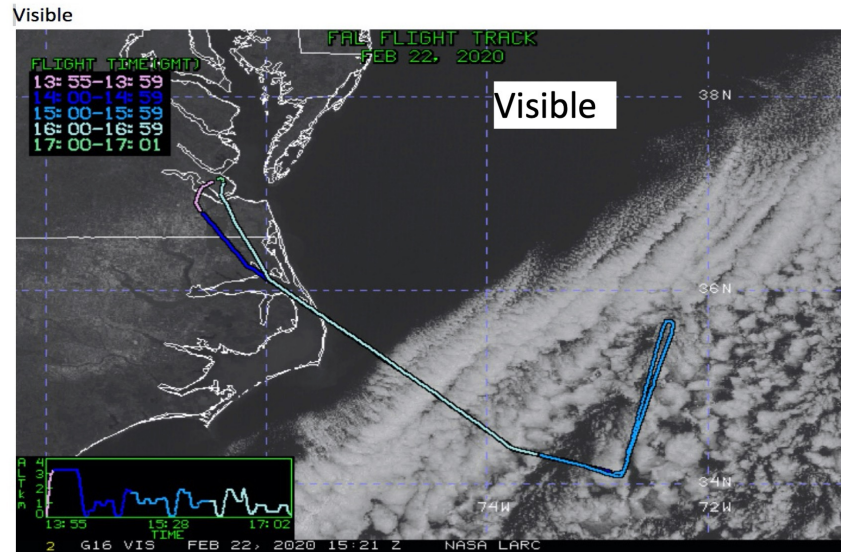 Visible
FAL FLIGHT TRACK
FEB 22, 2020
FLIGHT TIME(GMT)
13:55-13:59
14:00-14:59
15:00-15:59
16:00-16:59
17:00-17:01
Visible
38N
36N
34N
74W
72W
ALTkm
4
3
2
1
0
13:55 15:28 17:02
TIME
2 G16 VIS FEB 22, 2020 15:21 Z NASA LARC